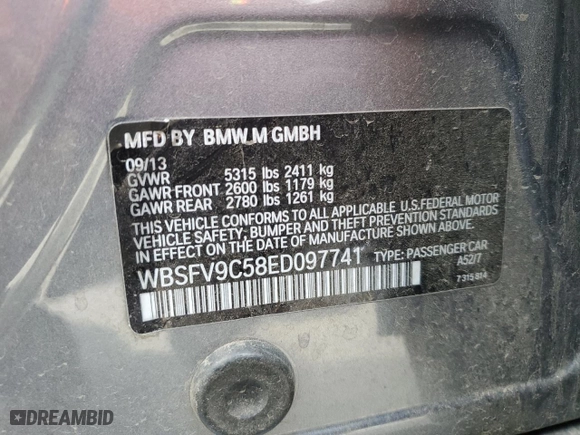 MFD BY BMW M GMBH
09/13
GVWR 5315 lbs 2411 kg
GAWR FRONT 2600 lbs 1179 kg
GAWR REAR 2780 lbs 1261 kg
THIS VEHICLE CONFORMS TO ALL APPLICABLE U.S.FEDERAL MOTOR
VEHICLE SAFETY, BUMPER AND THEFT PREVENTION STANDARDS
IN EFFECT ON DATE OF MANUFACTURE SHOWN ABOVE.
WBSFV9C58ED097741 TYPE: PASSENGER CAR
A52/7
7 315 814
DREAMBID